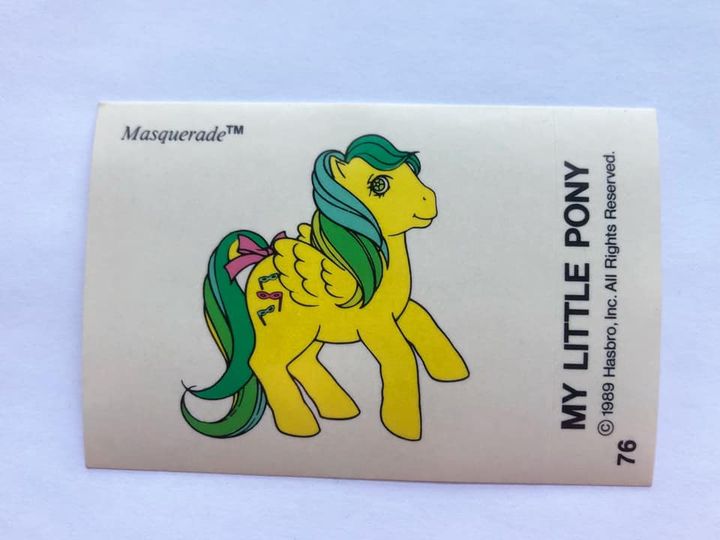 Masquerade™
MY LITTLE PONY
© 1989 Hasbro, Inc. All Rights Reserved.
76